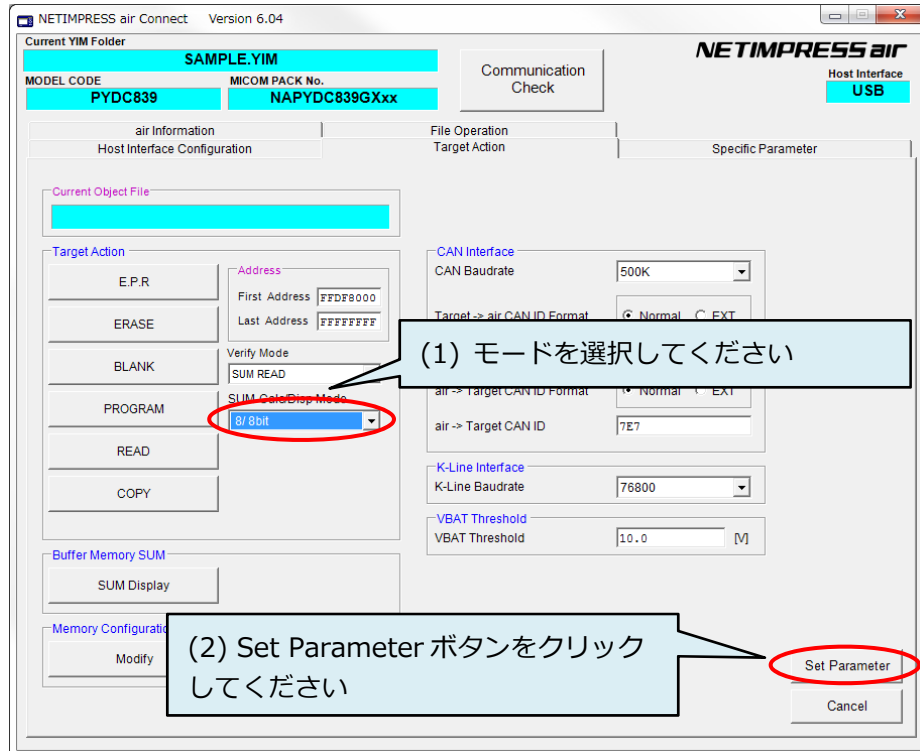 NETIMPRESS air Connect Version 6.04
Current YIM Folder
SAMPLE.YIM
MODEL CODE
MICOM PACK No.
PYDC839
NAPYDC839GXxx
Communication
Check
NETIMPRESS air
Host Interface
USB
air Information
File Operation
Host Interface Configuration
Target Action
Specific Parameter
Current Object File
Target Action
E.P.R
ERASE
BLANK
PROGRAM
READ
COPY
Address
First Address FFDF8000
Last Address FFFFFFFF
Verify Mode
SUM READ
SUM Calc/Disp Mode
8/ 8bit
Buffer Memory SUM
SUM Display
Memory Configuratio
Modify
CAN Interface
CAN Baudrate 500K
Target -> air CAN ID Format Normal EXT
(1) モードを選択してください
air -> Target CAN ID Format Normal EXT
air -> Target CAN ID 7E7
K-Line Interface
K-Line Baudrate 76800
VBAT Threshold
VBAT Threshold 10.0 [V]
(2) Set Parameter ボタンをクリック
してください
Set Parameter
Cancel